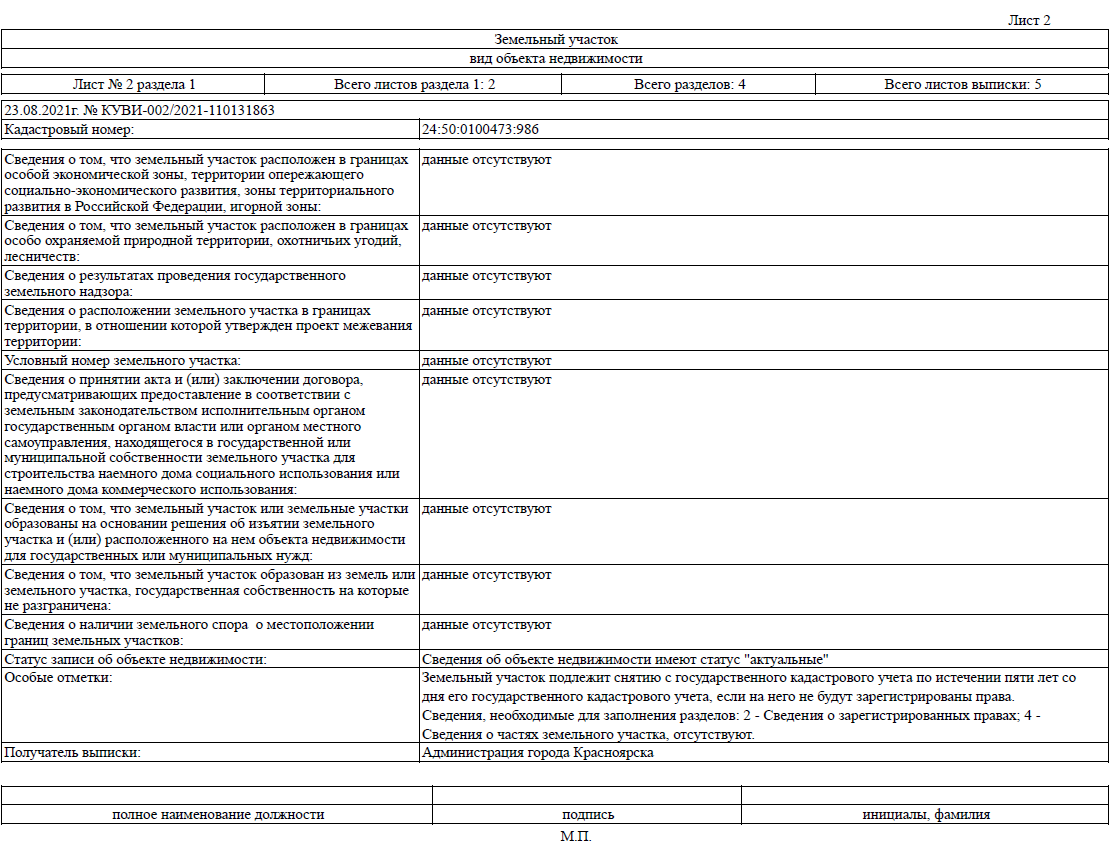 Лист 2
Земельный участок
вид объекта недвижимости
Лист № 2 раздела 1
Всего листов раздела 1: 2
Всего разделов: 4
Всего листов выписки: 5
23.08.2021г. № КУВИ-002/2021-110131863
Кадастровый номер:
24:50:0100473:986
Сведения о том, что земельный участок расположен в границах
особой экономической зоны, территории опережающего
социально-экономического развития, зоны территориального
развития в Российской Федерации, игорной зоны:
данные отсутствуют
Сведения о том, что земельный участок расположен в границах
особо охраняемой природной территории, охотничьих угодий,
лесничеств:
данные отсутствуют
Сведения о результатах проведения государственного
земельного надзора:
данные отсутствуют
Сведения о расположении земельного участка в границах
территории, в отношении которой утвержден проект межевания
территории:
данные отсутствуют
Условный номер земельного участка:
данные отсутствуют
Сведения о принятии акта и (или) заключении договора,
предусматривающих предоставление в соответствии с
земельным законодательством исполнительным органом
государственным органом власти или органом местного
самоуправления, находящегося в государственной или
муниципальной собственности земельного участка для
строительства наемного дома социального использования или
наемного дома коммерческого использования:
данные отсутствуют
Сведения о том, что земельный участок или земельные участки
образованы на основании решения об изъятии земельного
участка и (или) расположенного на нем объекта недвижимости
для государственных или муниципальных нужд:
данные отсутствуют
Сведения о том, что земельный участок образован из земель или
земельного участка, государственная собственность на которые
не разграничена:
данные отсутствуют
Сведения о наличии земельного спора о местоположении
границ земельных участков:
данные отсутствуют
Статус записи об объекте недвижимости:
Сведения об объекте недвижимости имеют статус "актуальные"
Особые отметки:
Земельный участок подлежит снятию с государственного кадастрового учета по истечении пяти лет со
дня его государственного кадастрового учета, если на него не будут зарегистрированы права.
Сведения, необходимые для заполнения разделов: 2 - Сведения о зарегистрированных правах; 4 -
Сведения о частях земельного участка, отсутствуют.
Получатель выписки:
Администрация города Красноярска
полное наименование должности
подпись
инициалы, фамилия
М.П.